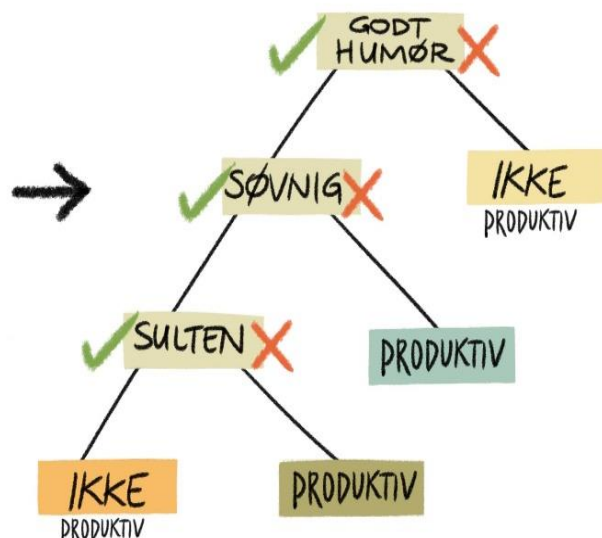 GODT
HUMØR
SØVNIG
IKKE
PRODUKTIV
SULTEN
PRODUKTIV
IKKE
PRODUKTIV
PRODUKTIV